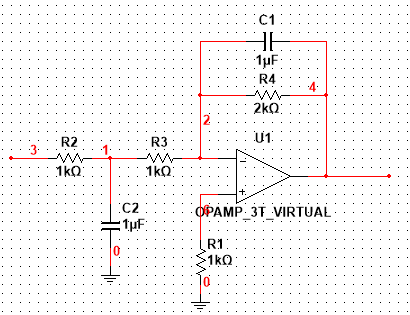 C1
1µF
R4
4
2kΩ
2
U1
3
R2
1
R3
1kΩ
1kΩ
OPAMP_3T_VIRTUAL
C2
1µF
0
R1
1kΩ
0